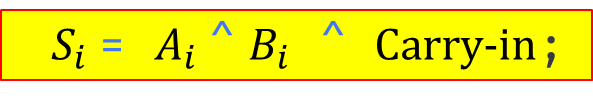 Sᵢ = Aᵢ ^ Bᵢ ^ Carry-in ;